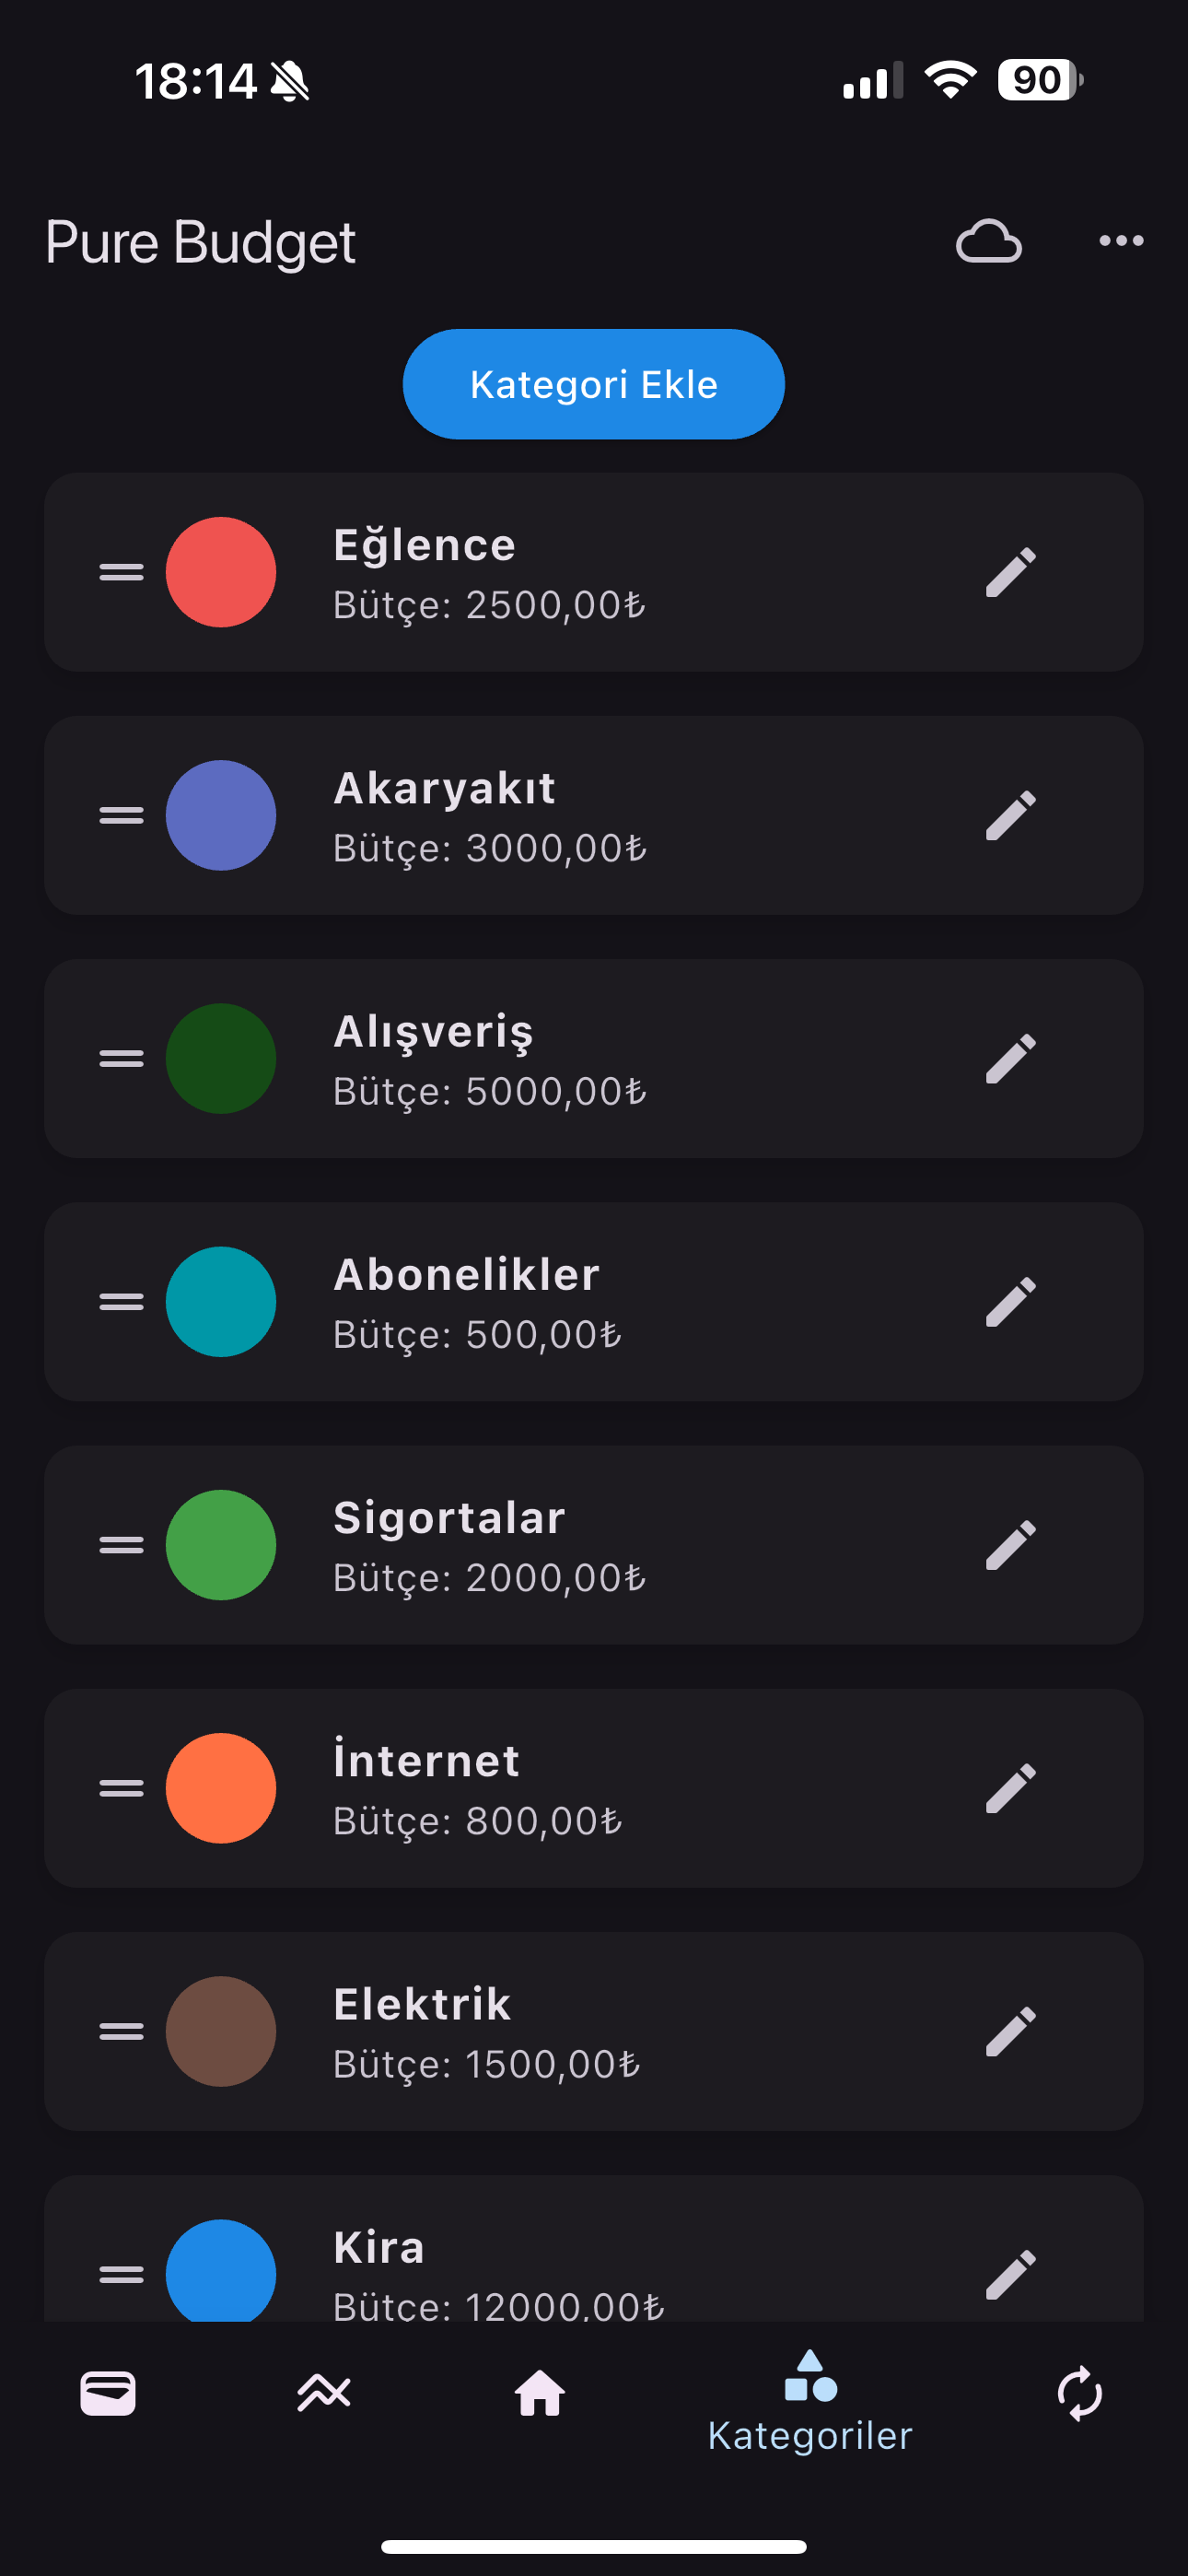 18:14
90
Pure Budget
Kategori Ekle
Eğlence
Bütçe: 2500,00₺
Akaryakıt
Bütçe: 3000,00₺
Alışveriş
Bütçe: 5000,00₺
Abonelikler
Bütçe: 500,00₺
Sigortalar
Bütçe: 2000,00₺
İnternet
Bütçe: 800,00₺
Elektrik
Bütçe: 1500,00₺
Kira
Bütçe: 12000,00₺
Kategoriler